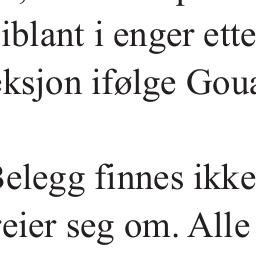 iblant i enger ette
eksjon ifølge Goua
Belegg finnes ikke
reier seg om. Alle